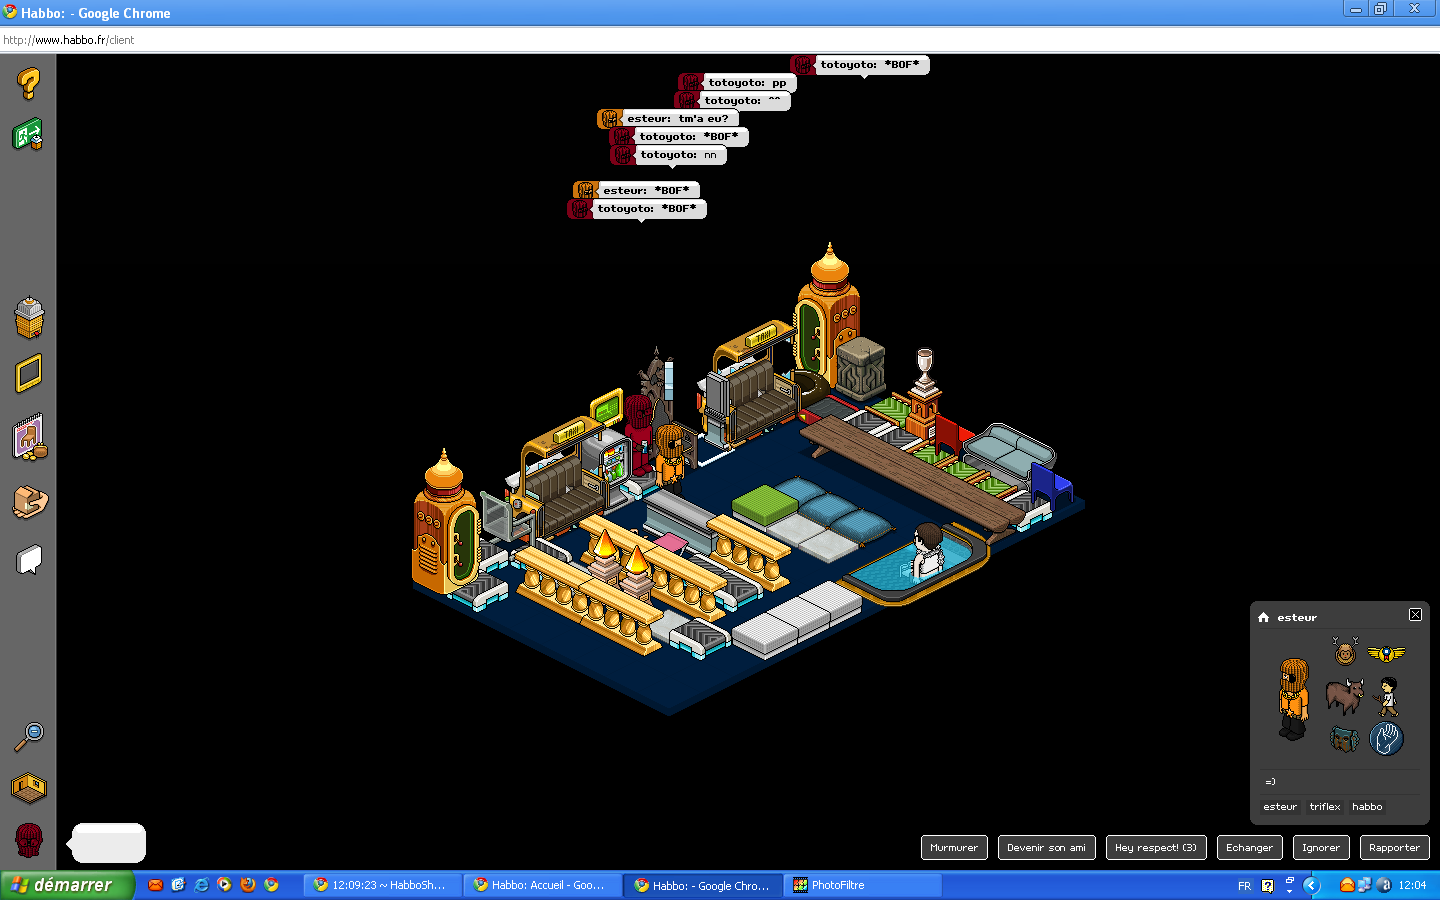 Habbo: - Google Chrome
http://www.habbo.fr/client
totoyoto: *BOF*
totoyoto: pp
totoyoto: ^^
esteur: tm'a eu?
totoyoto: *BOF*
totoyoto: nn
esteur: *BOF*
totoyoto: *BOF*
TAXI
TAXI
esteur
=)
esteur triflex habbo
Murmurer Devenir son ami Hey respect! (3) Echanger Ignorer Rapporter
démarrer 12:09:23 ~ HabboSh... Habbo: Accueil - Goo... Habbo: - Google Chro... PhotoFiltre FR 12:04